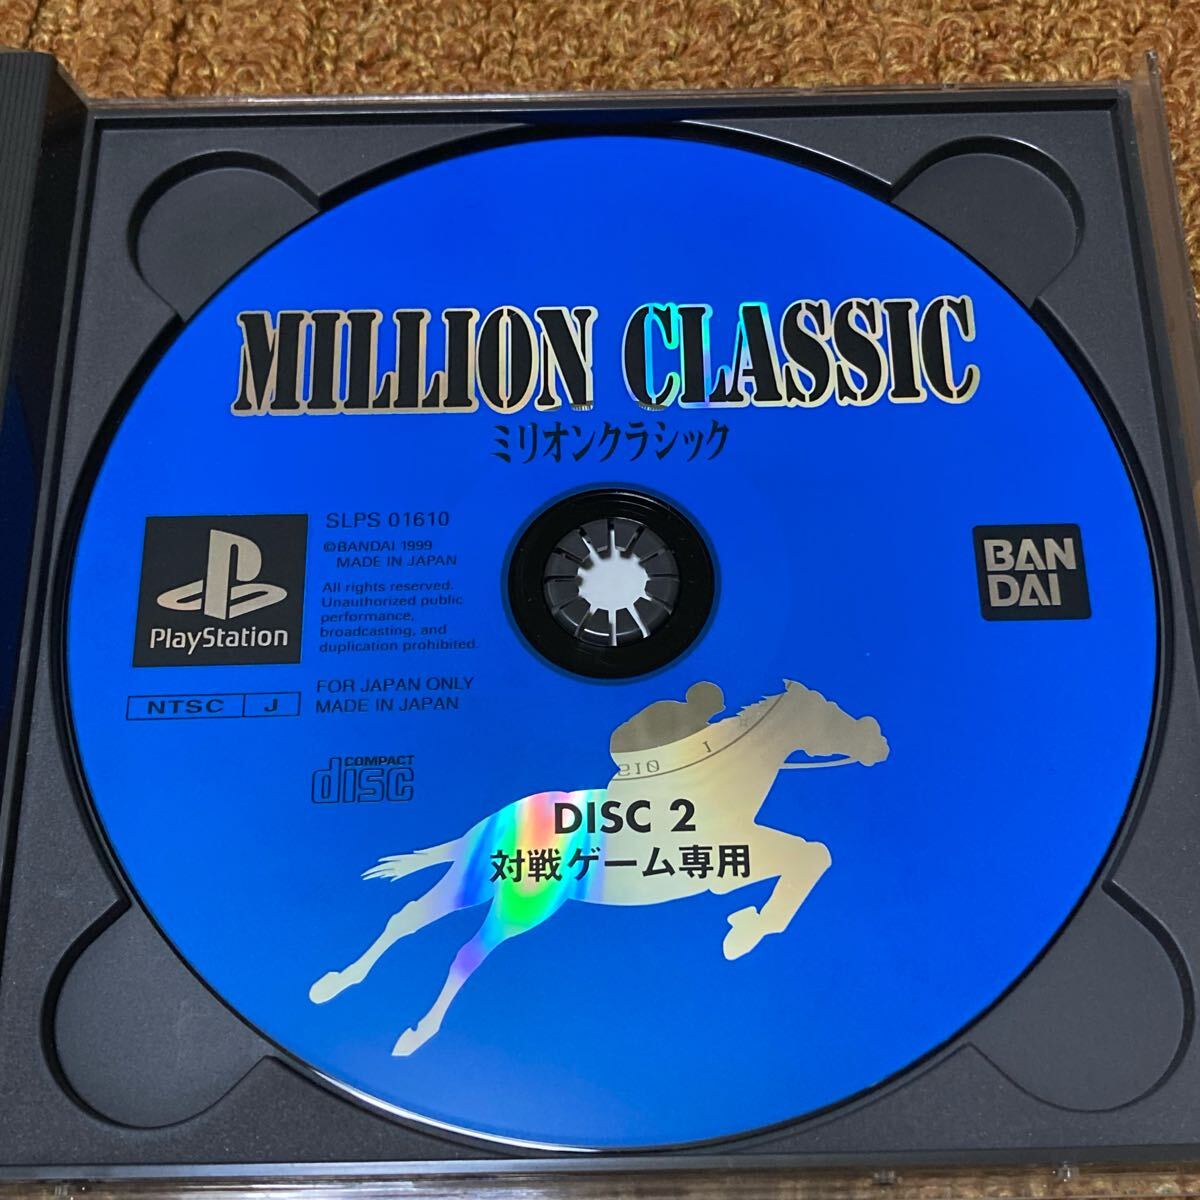 MILLION CLASSIC
ミリオンクラシック
SLPS 01610
©BANDAI 1999
MADE IN JAPAN
All rights reserved.
Unauthorized public
performance,
broadcasting, and
duplication prohibited.
PlayStation
NTSC J
FOR JAPAN ONLY
MADE IN JAPAN
COMPACT
disc
BAN
DAI
DISC 2
対戦ゲーム専用